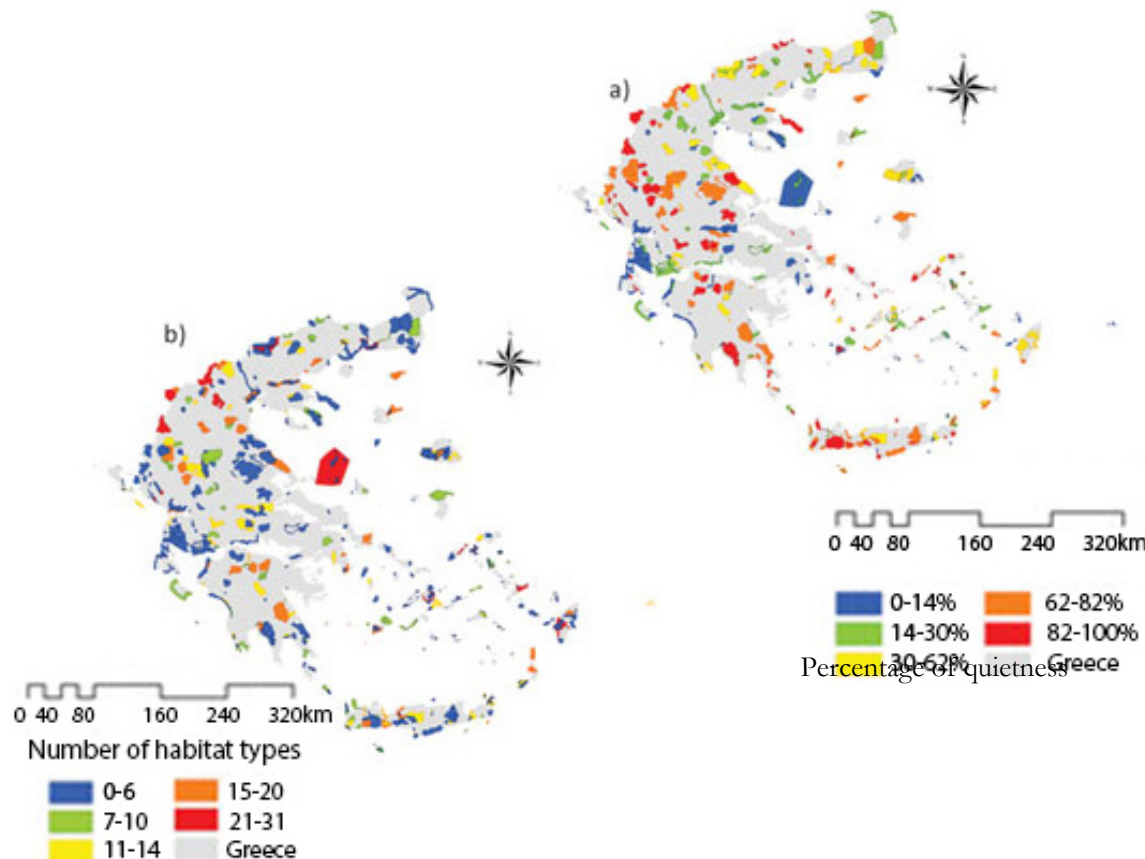 a)
b)
0 40 80 160 240 320km
0-14% 62-82%
14-30% 82-100%
30-62% Greece
Percentage of quietness
0 40 80 160 240 320km
Number of habitat types
0-6 15-20
7-10 21-31
11-14 Greece